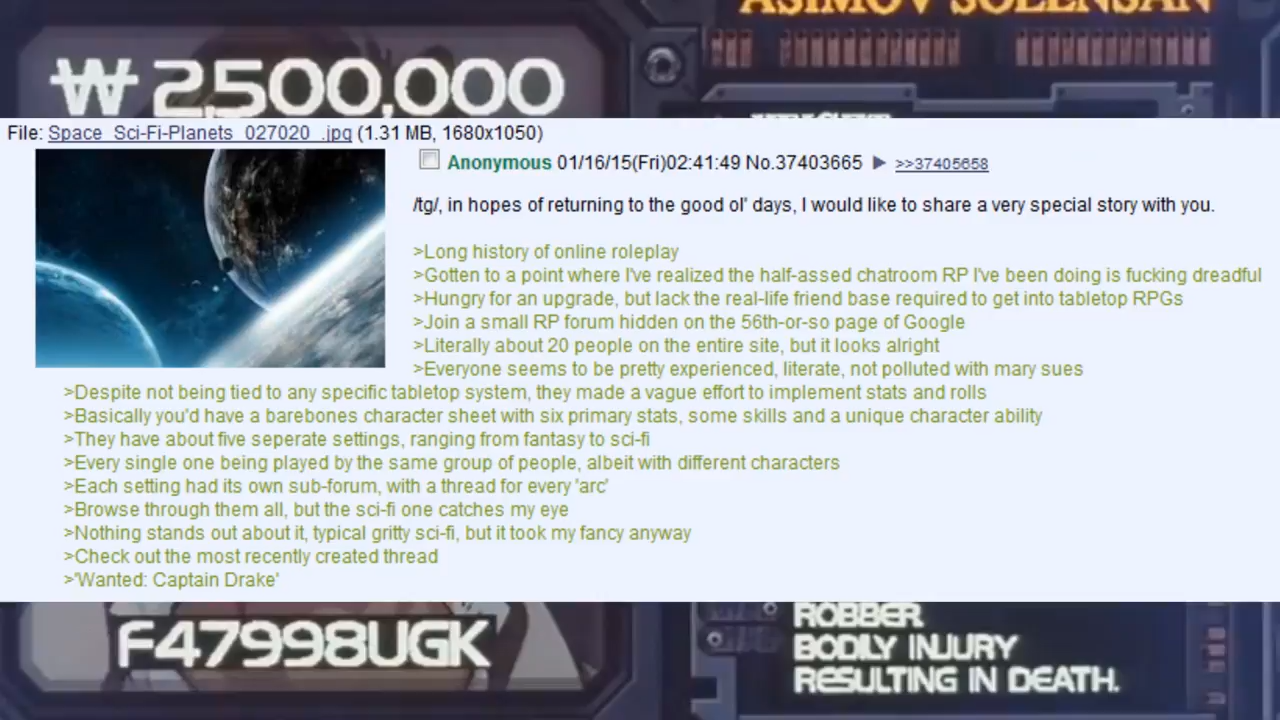 ASIMOV SOLENSAN
₩ 2,500,000
File: Space_Sci-Fi-Planets_027020_.jpg (1.31 MB, 1680x1050)
Anonymous 01/16/15(Fri)02:41:49 No.37403665 ▶ >>37405658
/tg/, in hopes of returning to the good ol' days, I would like to share a very special story with you.
>Long history of online roleplay
>Gotten to a point where I've realized the half-assed chatroom RP I've been doing is fucking dreadful
>Hungry for an upgrade, but lack the real-life friend base required to get into tabletop RPGs
>Join a small RP forum hidden on the 56th-or-so page of Google
>Literally about 20 people on the entire site, but it looks alright
>Everyone seems to be pretty experienced, literate, not polluted with mary sues
>Despite not being tied to any specific tabletop system, they made a vague effort to implement stats and rolls
>Basically you'd have a barebones character sheet with six primary stats, some skills and a unique character ability
>They have about five seperate settings, ranging from fantasy to sci-fi
>Every single one being played by the same group of people, albeit with different characters
>Each setting had its own sub-forum, with a thread for every 'arc'
>Browse through them all, but the sci-fi one catches my eye
>Nothing stands out about it, typical gritty sci-fi, but it took my fancy anyway
>Check out the most recently created thread
>'Wanted: Captain Drake'
F47998UGK
ROBBER.
BODILY INJURY
RESULTING IN DEATH.